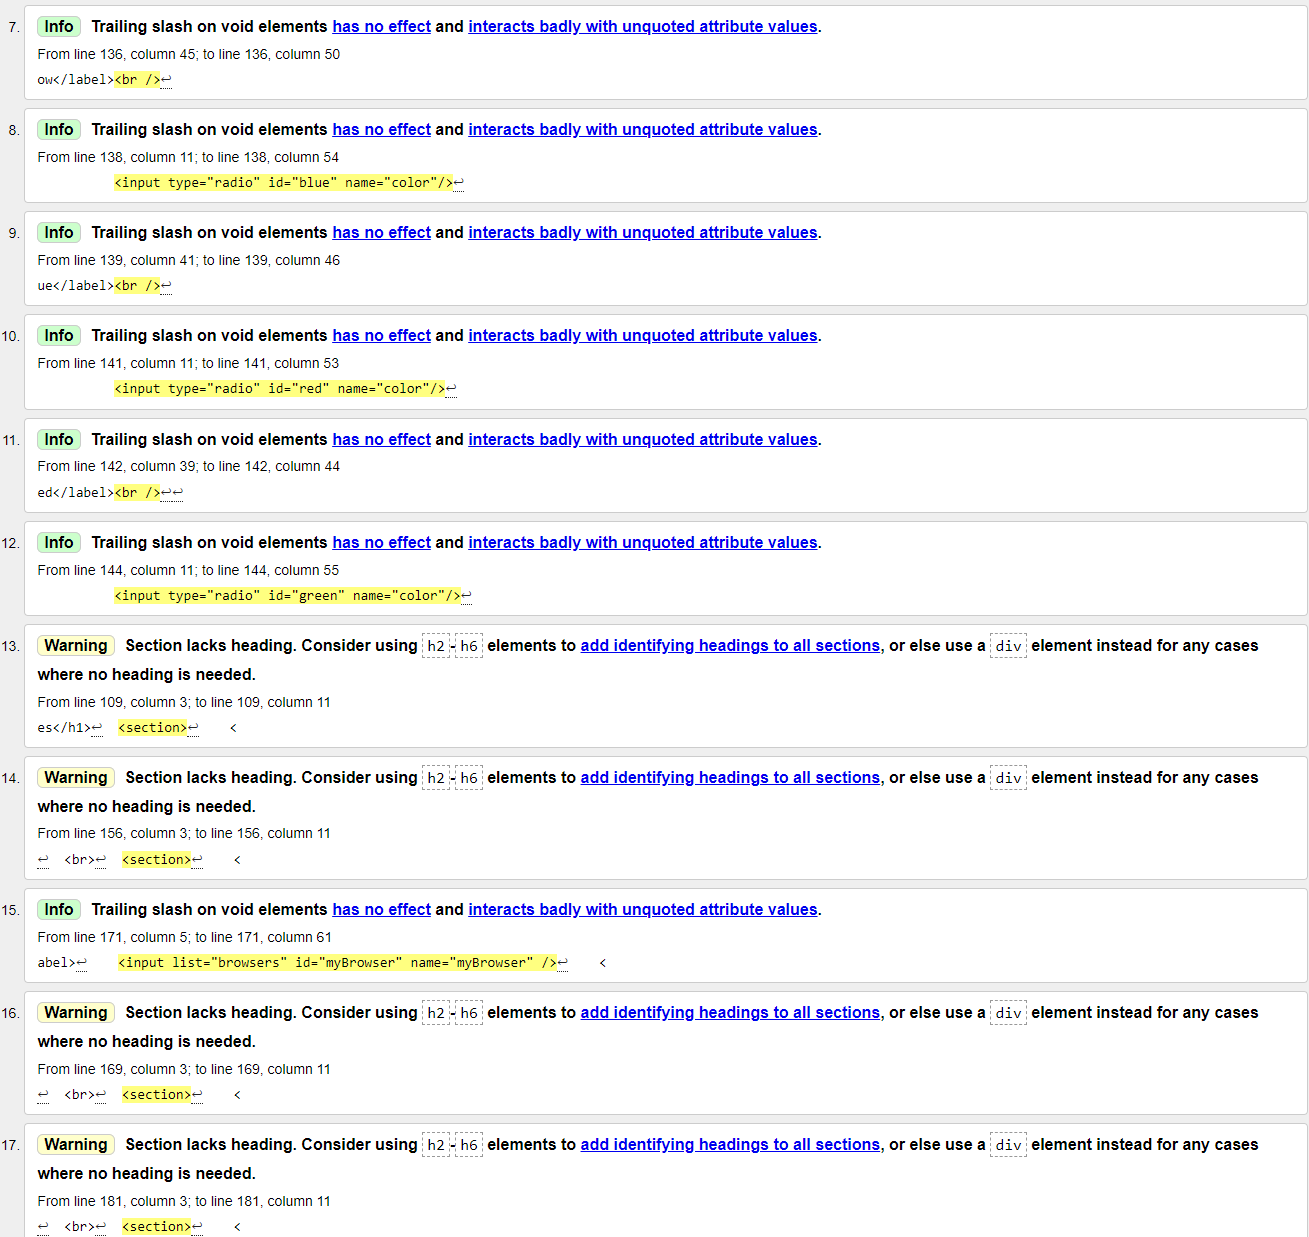 7. Info Trailing slash on void elements has no effect and interacts badly with unquoted attribute values.
From line 136, column 45; to line 136, column 50
ow</label><br />↩
8. Info Trailing slash on void elements has no effect and interacts badly with unquoted attribute values.
From line 138, column 11; to line 138, column 54
<input type="radio" id="blue" name="color"/>↩
9. Info Trailing slash on void elements has no effect and interacts badly with unquoted attribute values.
From line 139, column 41; to line 139, column 46
ue</label><br />↩
10. Info Trailing slash on void elements has no effect and interacts badly with unquoted attribute values.
From line 141, column 11; to line 141, column 53
<input type="radio" id="red" name="color"/>↩
11. Info Trailing slash on void elements has no effect and interacts badly with unquoted attribute values.
From line 142, column 39; to line 142, column 44
ed</label><br />↩↩
12. Info Trailing slash on void elements has no effect and interacts badly with unquoted attribute values.
From line 144, column 11; to line 144, column 55
<input type="radio" id="green" name="color"/>↩
13. Warning Section lacks heading. Consider using h2-h6 elements to add identifying headings to all sections, or else use a div element instead for any cases
where no heading is needed.
From line 109, column 3; to line 109, column 11
es</h1>↩ <section>↩ <
14. Warning Section lacks heading. Consider using h2-h6 elements to add identifying headings to all sections, or else use a div element instead for any cases
where no heading is needed.
From line 156, column 3; to line 156, column 11
↩ <br>↩ <section>↩ <
15. Info Trailing slash on void elements has no effect and interacts badly with unquoted attribute values.
From line 171, column 5; to line 171, column 61
abel>↩ <input list="browsers" id="myBrowser" name="myBrowser" />↩ <
16. Warning Section lacks heading. Consider using h2-h6 elements to add identifying headings to all sections, or else use a div element instead for any cases
where no heading is needed.
From line 169, column 3; to line 169, column 11
↩ <br>↩ <section>↩ <
17. Warning Section lacks heading. Consider using h2-h6 elements to add identifying headings to all sections, or else use a div element instead for any cases
where no heading is needed.
From line 181, column 3; to line 181, column 11
↩ <br>↩ <section>↩ <